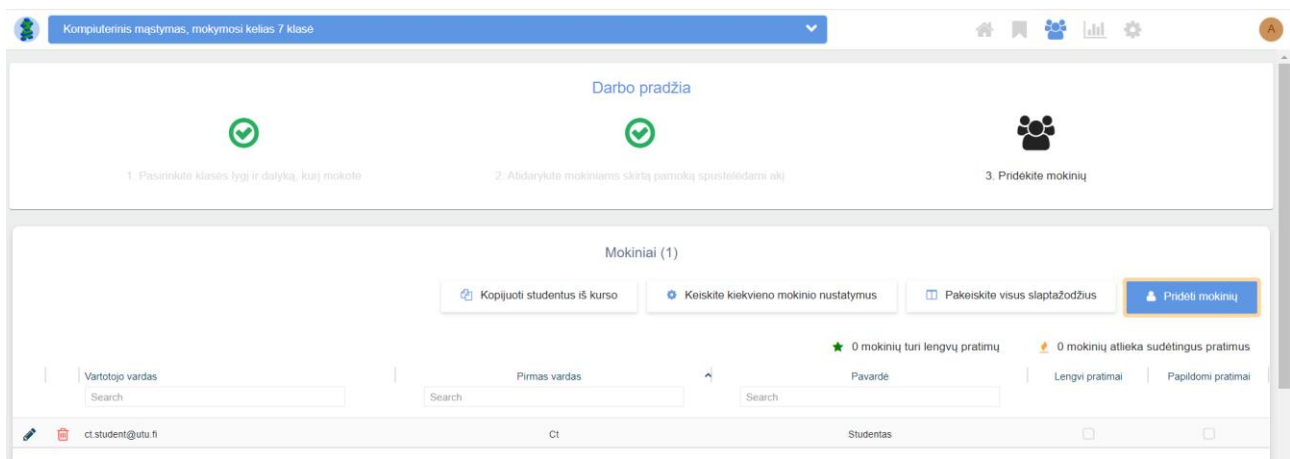 Kompiuterinis mąstymas, mokymosi kelias 7 klasė
A
Darbo pradžia
1. Pasirinkite klasės lygį ir dalyką, kurį mokote
2. Atidarykite mokiniams skirtą pamoką spustelėdami akį
3. Pridėkite mokinių
Mokiniai (1)
Kopijuoti studentus iš kurso
Keiskite kiekvieno mokinio nustatymus
Pakeiskite visus slaptažodžius
Pridėti mokinių
0 mokinių turi lengvų pratimų
0 mokinių atlieka sudėtingus pratimus
Vartotojo vardas
Pirmas vardas
Pavardė
Lengvi pratimai
Papildomi pratimai
Search
Search
Search
ct.student@utu.fi
Ct
Studentas